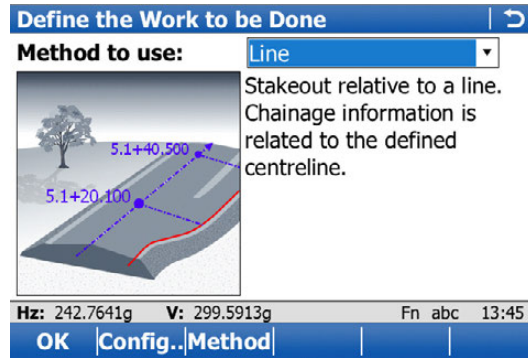 Define the Work to be Done
Method to use:
Line
Stakeout relative to a line.
Chainage information is
related to the defined
centreline.
5.1+40.500
5.1+20.100
Hz: 242.7641g V: 299.5913g Fn abc 13:45
OK Config.. Method